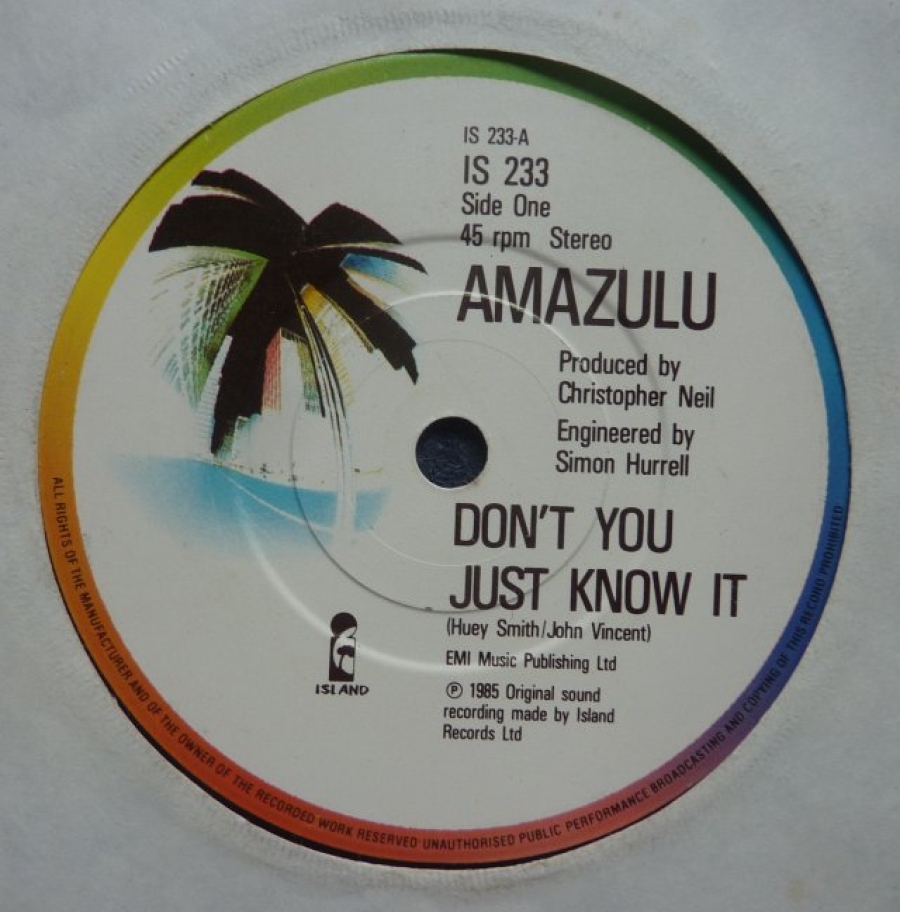 IS 233-A
IS 233
Side One
45 rpm Stereo
AMAZULU
Produced by
Christopher Neil
Engineered by
Simon Hurrell
DON'T YOU
JUST KNOW IT
(Huey Smith/John Vincent)
EMI Music Publishing Ltd
℗ 1985 Original sound
recording made by Island
Records Ltd
ISLAND
ALL RIGHTS OF THE MANUFACTURER AND OF THE OWNER OF THE RECORDED WORK RESERVED UNAUTHORISED PUBLIC PERFORMANCE BROADCASTING AND COPYING OF THIS RECORD PROHIBITED